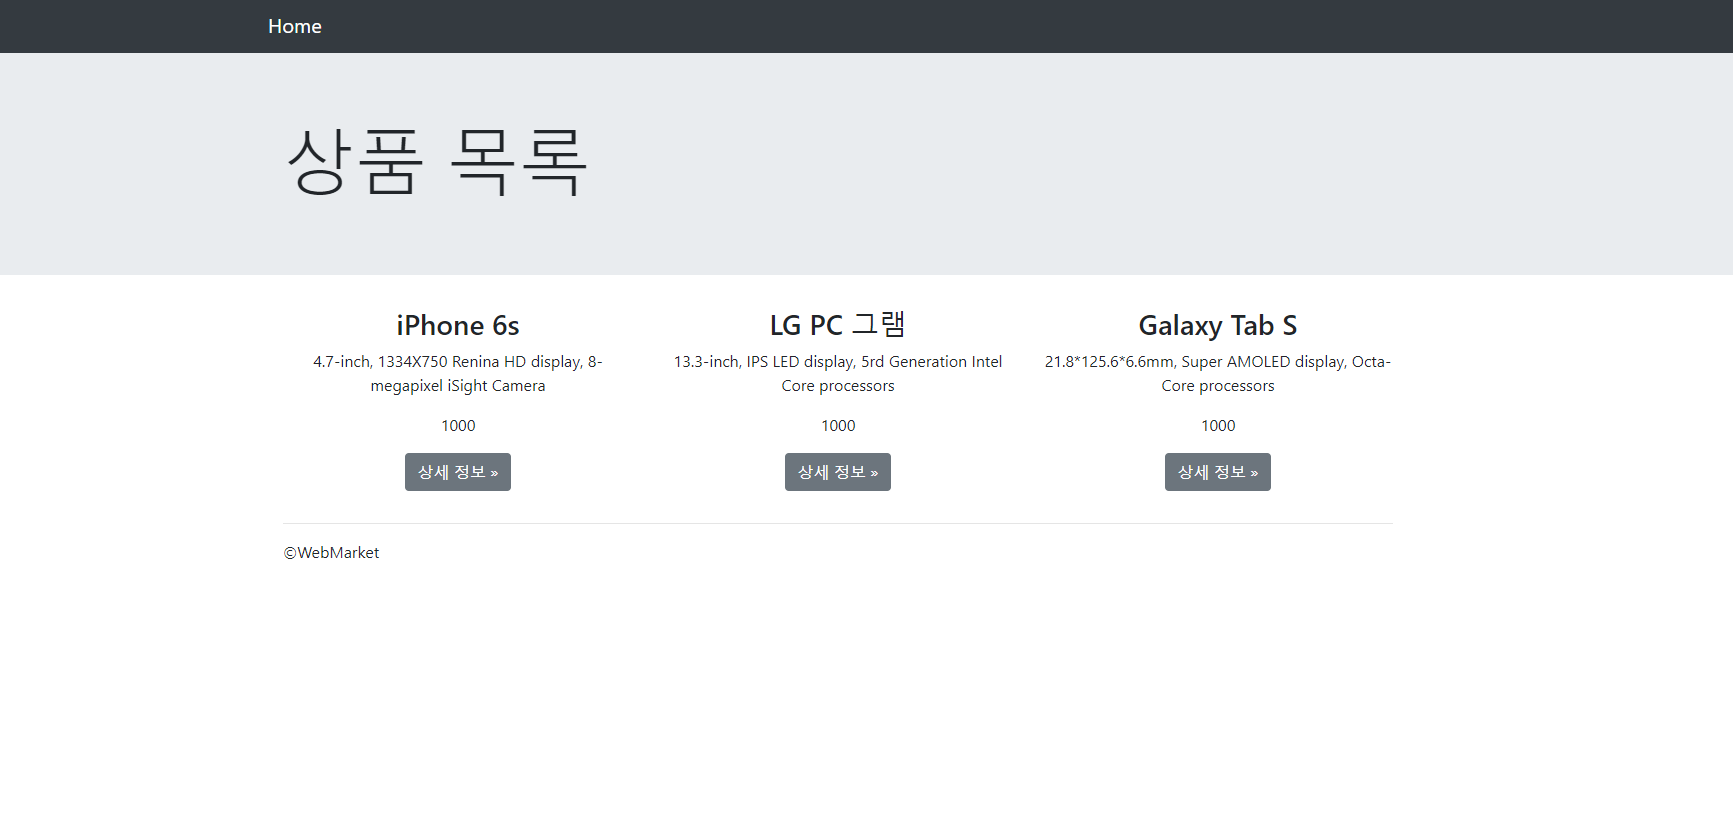 Home
상품 목록
iPhone 6s
4.7-inch, 1334X750 Renina HD display, 8-
megapixel iSight Camera
1000
상세 정보 »
LG PC 그램
13.3-inch, IPS LED display, 5rd Generation Intel
Core processors
1000
상세 정보 »
Galaxy Tab S
21.8*125.6*6.6mm, Super AMOLED display, Octa-
Core processors
1000
상세 정보 »
©WebMarket